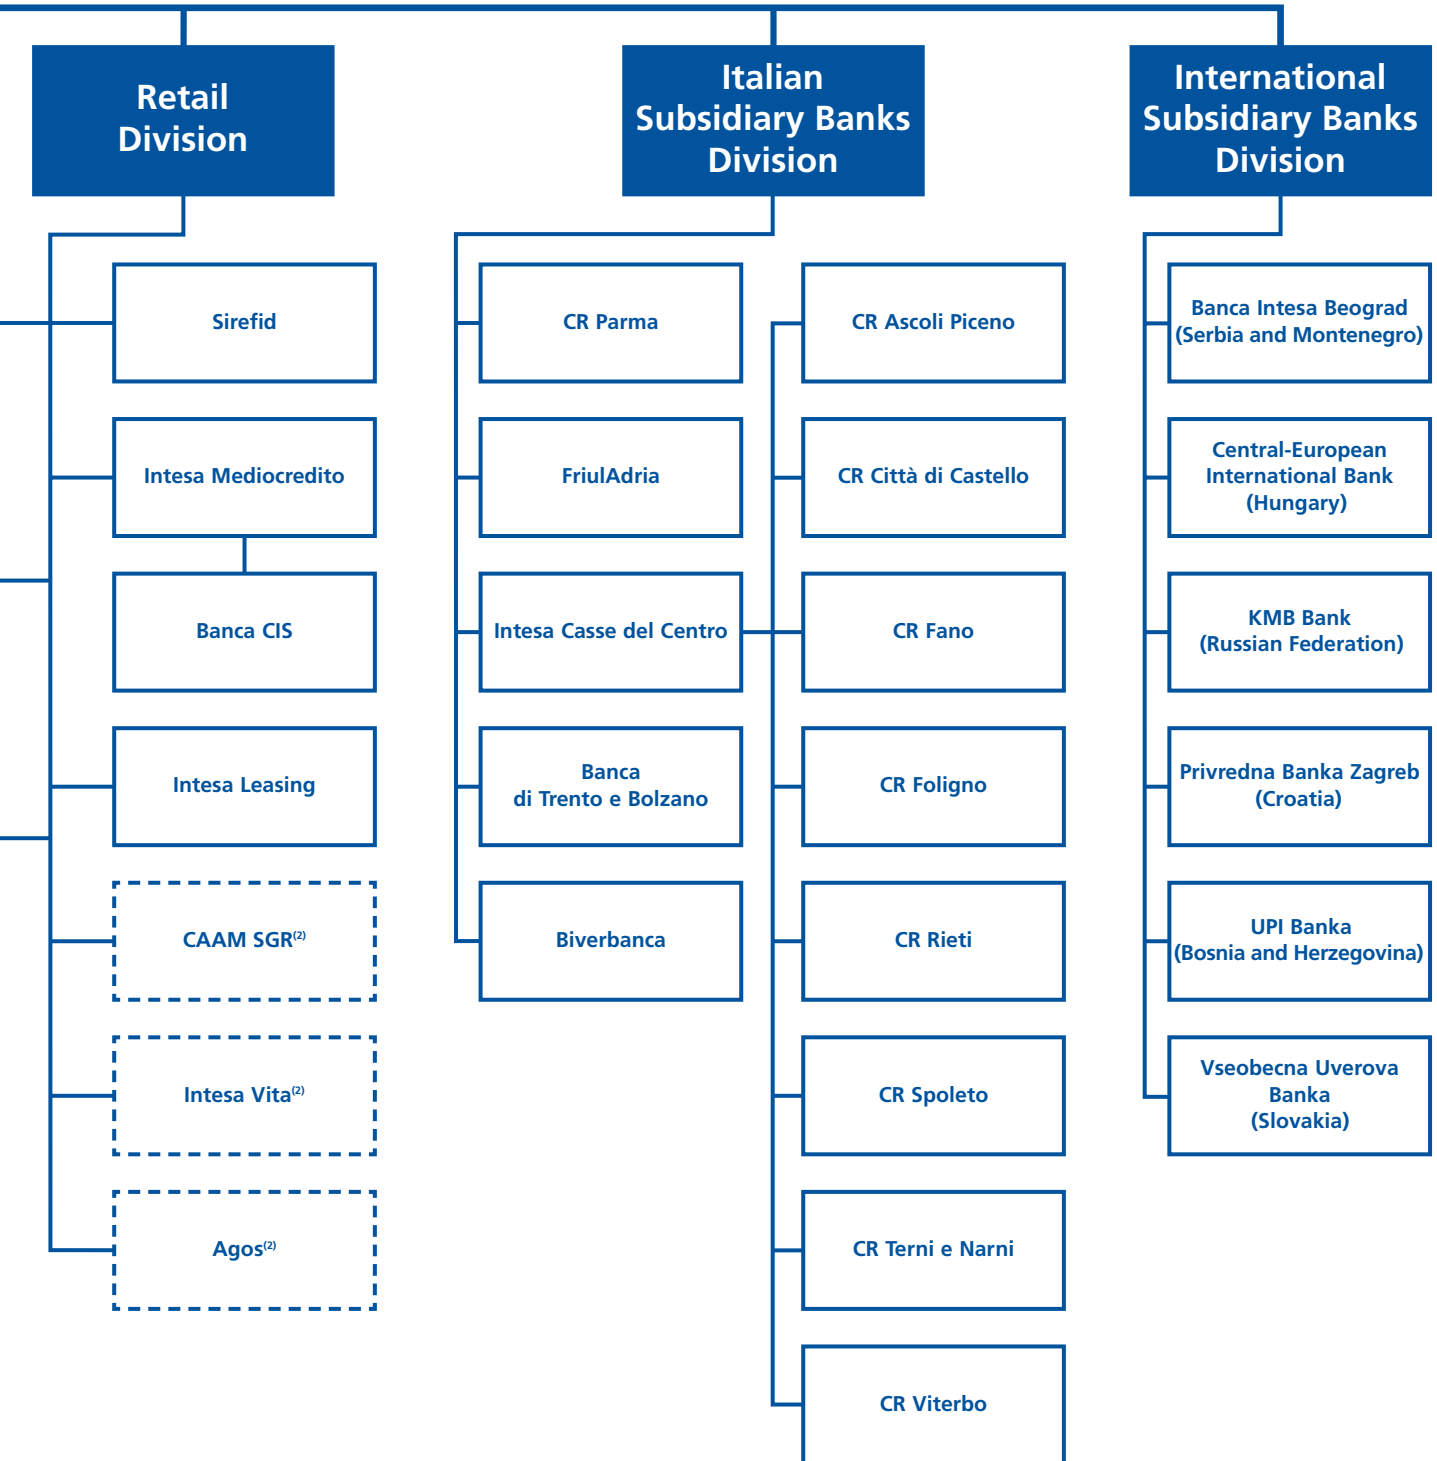 Retail
Division
Italian
Subsidiary Banks
Division
International
Subsidiary Banks
Division
Sirefid
Intesa Mediocredito
Banca CIS
Intesa Leasing
CAAM SGR(2)
Intesa Vita(2)
Agos(2)
CR Parma
FriulAdria
Intesa Casse del Centro
Banca
di Trento e Bolzano
Biverbanca
CR Ascoli Piceno
CR Città di Castello
CR Fano
CR Foligno
CR Rieti
CR Spoleto
CR Terni e Narni
CR Viterbo
Banca Intesa Beograd
(Serbia and Montenegro)
Central-European
International Bank
(Hungary)
KMB Bank
(Russian Federation)
Privredna Banka Zagreb
(Croatia)
UPI Banka
(Bosnia and Herzegovina)
Vseobecna Uverova
Banka
(Slovakia)